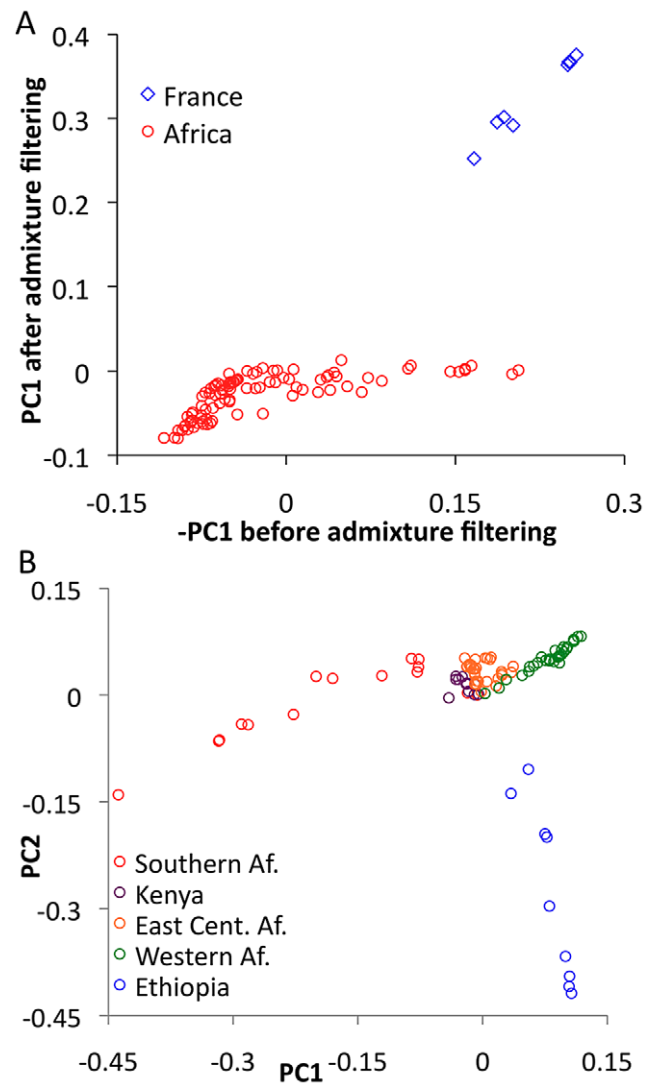 A
PC1 after admixture filtering
0.4
0.3
0.2
0.1
0
-0.1
France
Africa
-0.15
0
0.15
0.3
-PC1 before admixture filtering
B
PC2
0.15
0
-0.15
-0.3
-0.45
Southern Af.
Kenya
East Cent. Af.
Western Af.
Ethiopia
-0.45
-0.3
-0.15
0
0.15
PC1